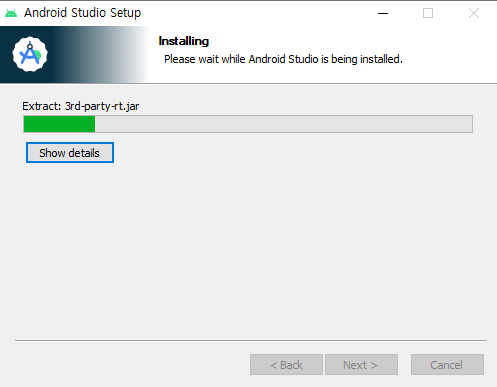 Android Studio Setup
Installing
Please wait while Android Studio is being installed.
Extract: 3rd-party-rt.jar
Show details
< Back
Next >
Cancel